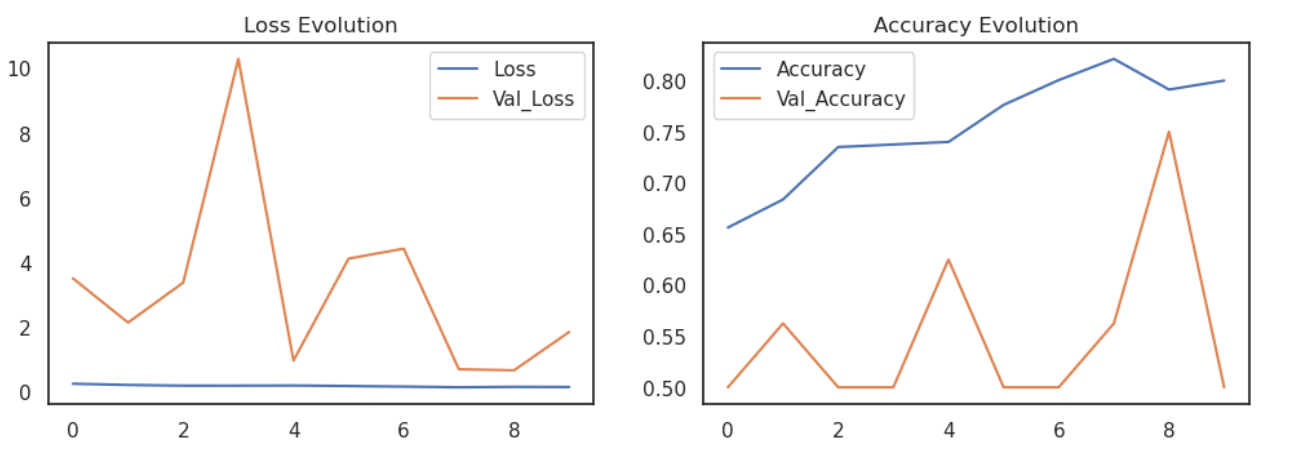 Loss Evolution
Loss
Val_Loss
10
8
6
4
2
0
0 2 4 6 8
Accuracy Evolution
Accuracy
Val_Accuracy
0.80
0.75
0.70
0.65
0.60
0.55
0.50
0 2 4 6 8